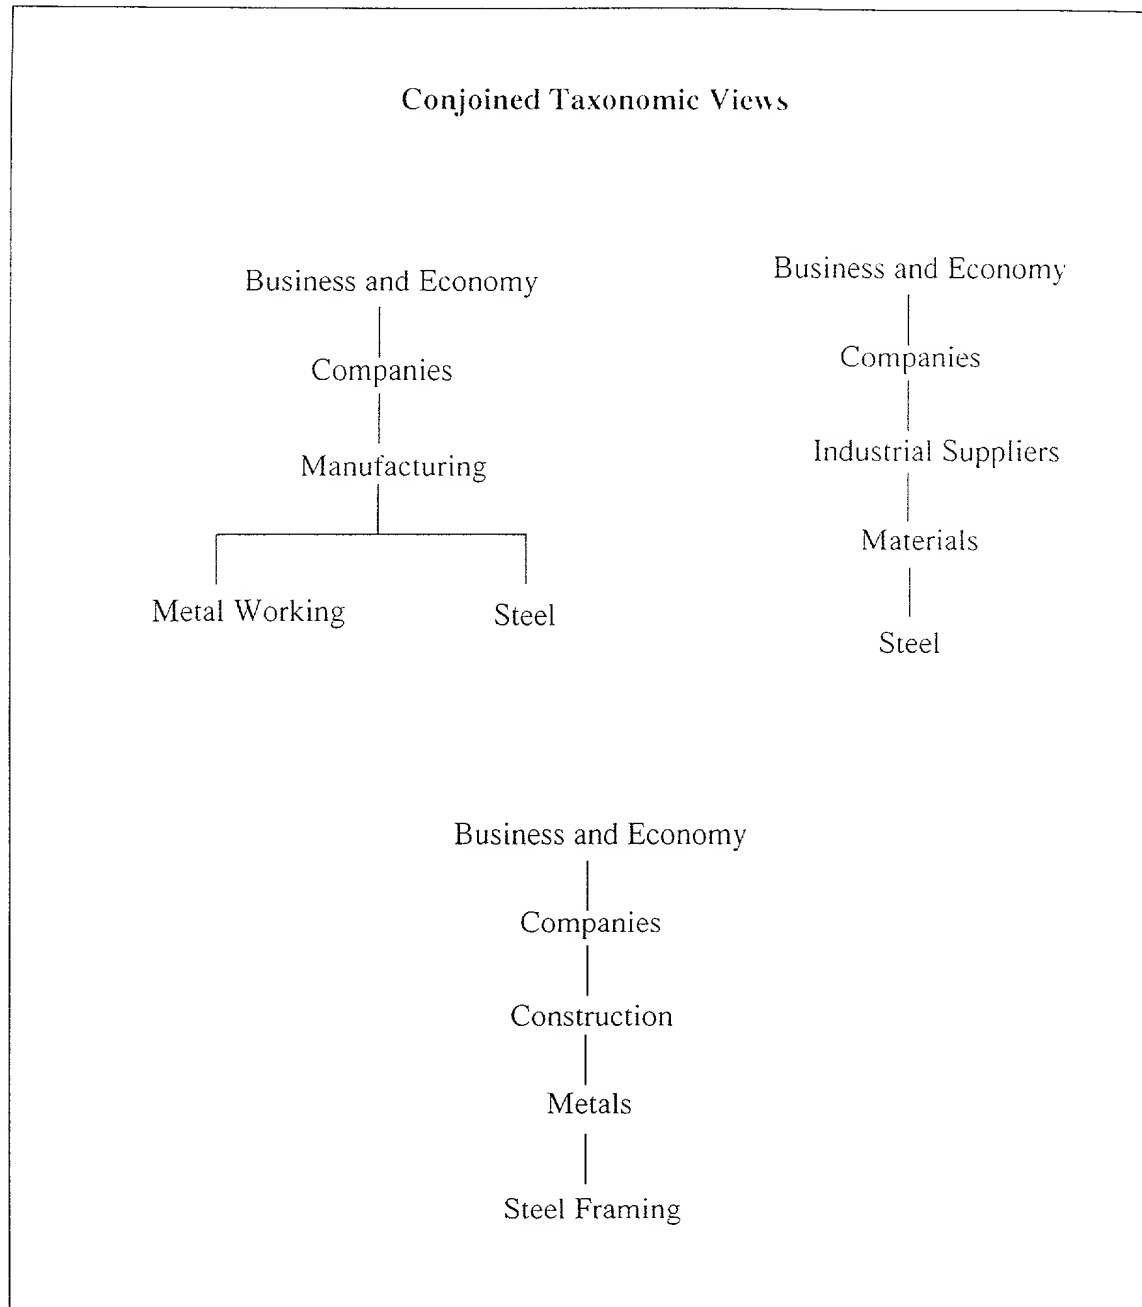 Conjoined Taxonomic Views
Business and Economy
Companies
Manufacturing
Metal Working
Steel
Business and Economy
Companies
Industrial Suppliers
Materials
Steel
Business and Economy
Companies
Construction
Metals
Steel Framing